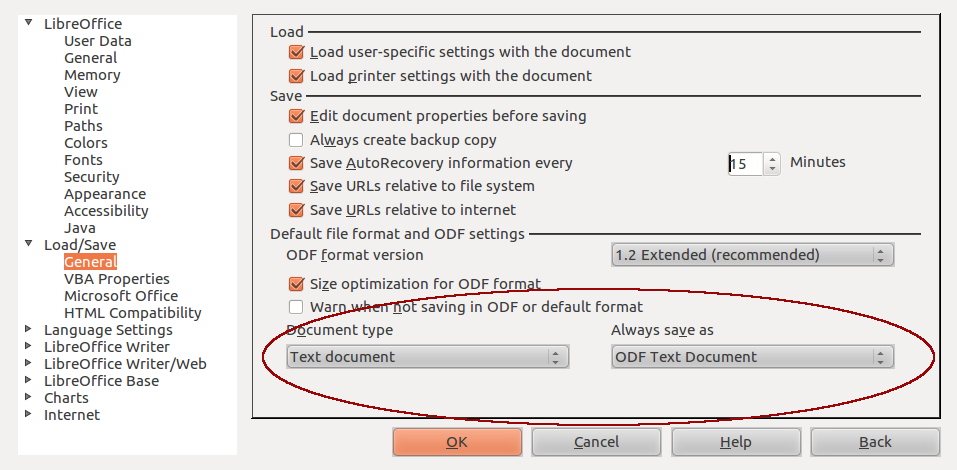 LibreOffice
User Data
General
Memory
View
Print
Paths
Colors
Fonts
Security
Appearance
Accessibility
Java
Load/Save
General
VBA Properties
Microsoft Office
HTML Compatibility
Language Settings
LibreOffice Writer
LibreOffice Writer/Web
LibreOffice Base
Charts
Internet
Load
Load user-specific settings with the document
Load printer settings with the document
Save
Edit document properties before saving
Always create backup copy
Save AutoRecovery information every 15 Minutes
Save URLs relative to file system
Save URLs relative to internet
Default file format and ODF settings
ODF format version 1.2 Extended (recommended)
Size optimization for ODF format
Warn when not saving in ODF or default format
Document type Always save as
Text document ODF Text Document
OK Cancel Help Back